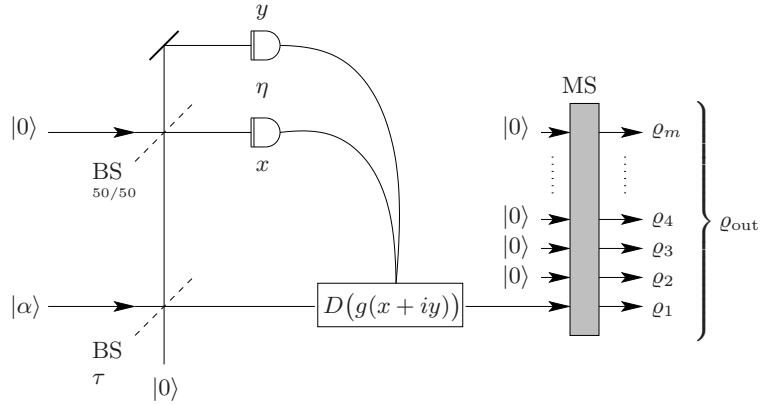 y
η
MS
|0⟩
|0⟩
ϱ_m
x
BS
50/50
ϱ_out
|0⟩
ϱ_4
|0⟩
ϱ_3
|0⟩
ϱ_2
|α⟩
D(g(x + iy))
ϱ_1
BS
τ
|0⟩